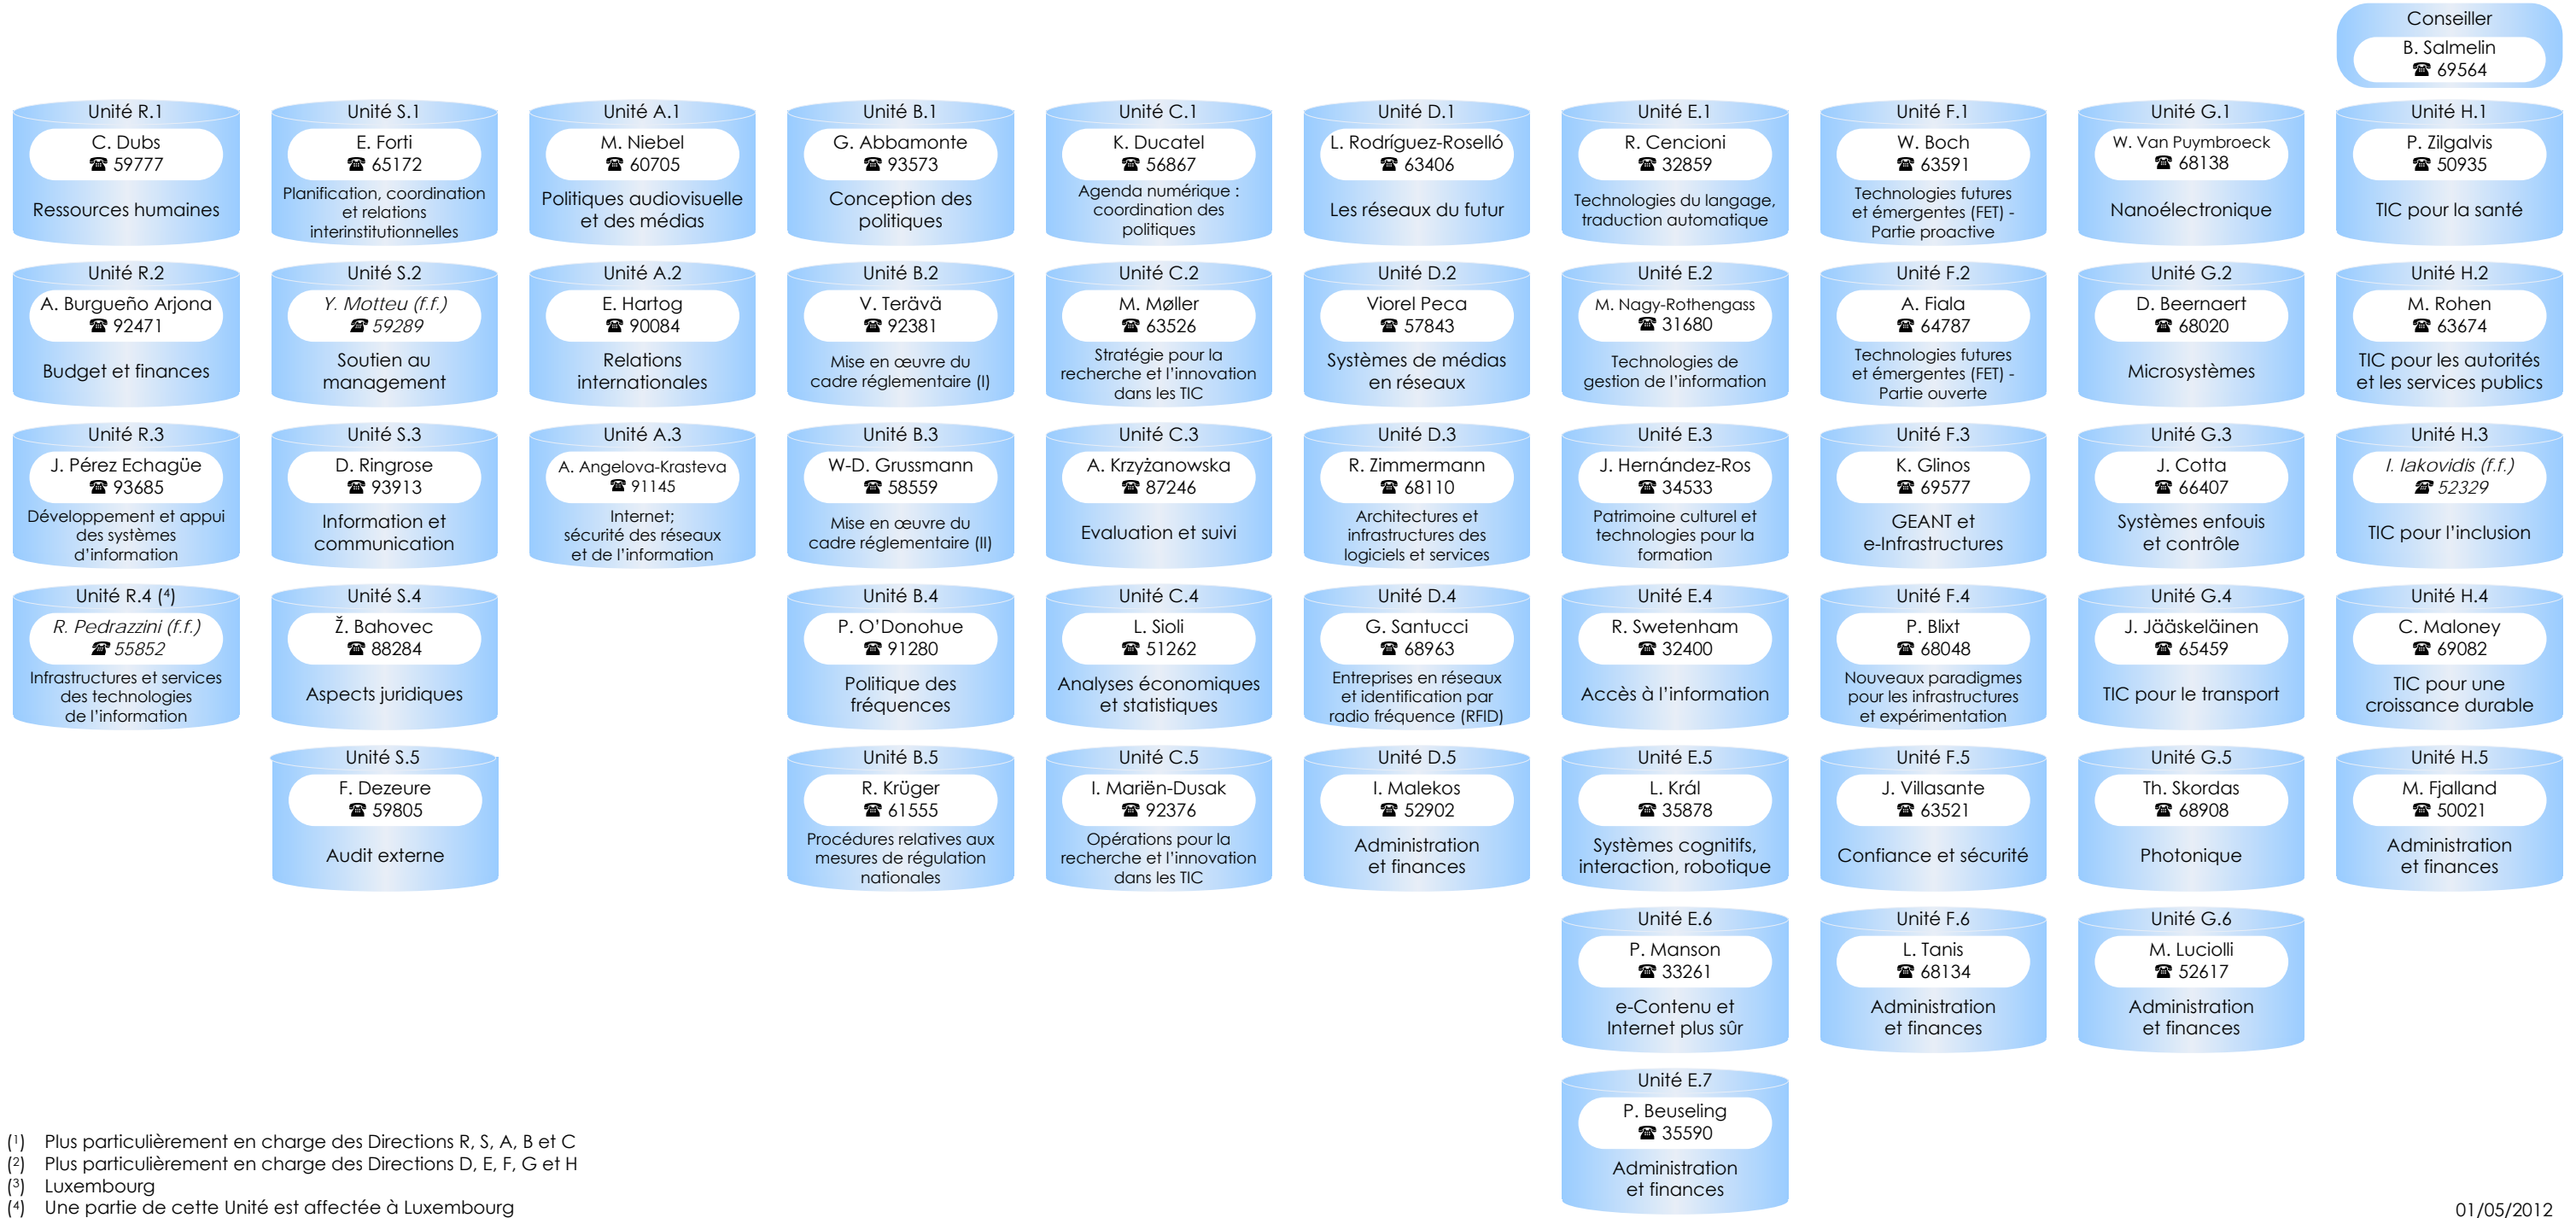 Conseiller
B. Salmelin
☎ 69564
Unité R.1
C. Dubs
☎ 59777
Ressources humaines
Unité S.1
E. Forti
☎ 65172
Planification, coordination
et relations
interinstitutionnelles
Unité A.1
M. Niebel
☎ 60705
Politiques audiovisuelle
et des médias
Unité B.1
G. Abbamonte
☎ 93573
Conception des
politiques
Unité C.1
K. Ducatel
☎ 56867
Agenda numérique :
coordination des
politiques
Unité D.1
L. Rodríguez-Roselló
☎ 63406
Les réseaux du futur
Unité E.1
R. Cencioni
☎ 32859
Technologies du langage,
traduction automatique
Unité F.1
W. Boch
☎ 63591
Technologies futures
et émergentes (FET) -
Partie proactive
Unité G.1
W. Van Puymbroeck
☎ 68138
Nanoélectronique
Unité H.1
P. Zilgalvis
☎ 50935
TIC pour la santé
Unité R.2
A. Burgueño Arjona
☎ 92471
Budget et finances
Unité S.2
Y. Motteu (f.f.)
☎ 59289
Soutien au
management
Unité A.2
E. Hartog
☎ 90084
Relations
internationales
Unité B.2
V. Terävä
☎ 92381
Mise en œuvre du
cadre réglementaire (I)
Unité C.2
M. Møller
☎ 63526
Stratégie pour la
recherche et l'innovation
dans les TIC
Unité D.2
Viorel Peca
☎ 57843
Systèmes de médias
en réseaux
Unité E.2
M. Nagy-Rothengass
☎ 31680
Technologies de
gestion de l'information
Unité F.2
A. Fiala
☎ 64787
Technologies futures
et émergentes (FET) -
Partie ouverte
Unité G.2
D. Beernaert
☎ 68020
Microsystèmes
Unité H.2
M. Rohen
☎ 63674
TIC pour les autorités
et les services publics
Unité R.3
J. Pérez Echagüe
☎ 93685
Développement et appui
des systèmes
d'information
Unité S.3
D. Ringrose
☎ 93913
Information et
communication
Unité A.3
A. Angelova-Krasteva
☎ 91145
Internet;
sécurité des réseaux
et de l'information
Unité B.3
W-D. Grussmann
☎ 58559
Mise en œuvre du
cadre réglementaire (II)
Unité C.3
A. Krzyżanowska
☎ 87246
Evaluation et suivi
Unité D.3
R. Zimmermann
☎ 68110
Architectures et
infrastructures des
logiciels et services
Unité E.3
J. Hernández-Ros
☎ 34533
Patrimoine culturel et
technologies pour la
formation
Unité F.3
K. Glinos
☎ 69577
GEANT et
e-Infrastructures
Unité G.3
J. Cotta
☎ 66407
Systèmes enfouis
et contrôle
Unité H.3
I. Iakovidis (f.f.)
☎ 52329
TIC pour l'inclusion
Unité R.4 (⁴)
R. Pedrazzini (f.f.)
☎ 55852
Infrastructures et services
des technologies
de l'information
Unité S.4
Ž. Bahovec
☎ 88284
Aspects juridiques
Unité B.4
P. O'Donohue
☎ 91280
Politique des
fréquences
Unité C.4
L. Sioli
☎ 51262
Analyses économiques
et statistiques
Unité D.4
G. Santucci
☎ 68963
Entreprises en réseaux
et identification par
radio fréquence (RFID)
Unité E.4
R. Swetenham
☎ 32400
Accès à l'information
Unité F.4
P. Blixt
☎ 68048
Nouveaux paradigmes
pour les infrastructures
et expérimentation
Unité G.4
J. Jääskeläinen
☎ 65459
TIC pour le transport
Unité H.4
C. Maloney
☎ 69082
TIC pour une
croissance durable
Unité S.5
F. Dezeure
☎ 59805
Audit externe
Unité B.5
R. Krüger
☎ 61555
Procédures relatives aux
mesures de régulation
nationales
Unité C.5
I. Mariën-Dusak
☎ 92376
Opérations pour la
recherche et l'innovation
dans les TIC
Unité D.5
I. Malekos
☎ 52902
Administration
et finances
Unité E.5
L. Král
☎ 35878
Systèmes cognitifs,
interaction, robotique
Unité F.5
J. Villasante
☎ 63521
Confiance et sécurité
Unité G.5
Th. Skordas
☎ 68908
Photonique
Unité H.5
M. Fjalland
☎ 50021
Administration
et finances
Unité E.6
P. Manson
☎ 33261
e-Contenu et
Internet plus sûr
Unité F.6
L. Tanis
☎ 68134
Administration
et finances
Unité G.6
M. Luciolli
☎ 52617
Administration
et finances
Unité E.7
P. Beuseling
☎ 35590
Administration
et finances
(¹) Plus particulièrement en charge des Directions R, S, A, B et C
(²) Plus particulièrement en charge des Directions D, E, F, G et H
(³) Luxembourg
(⁴) Une partie de cette Unité est affectée à Luxembourg
01/05/2012